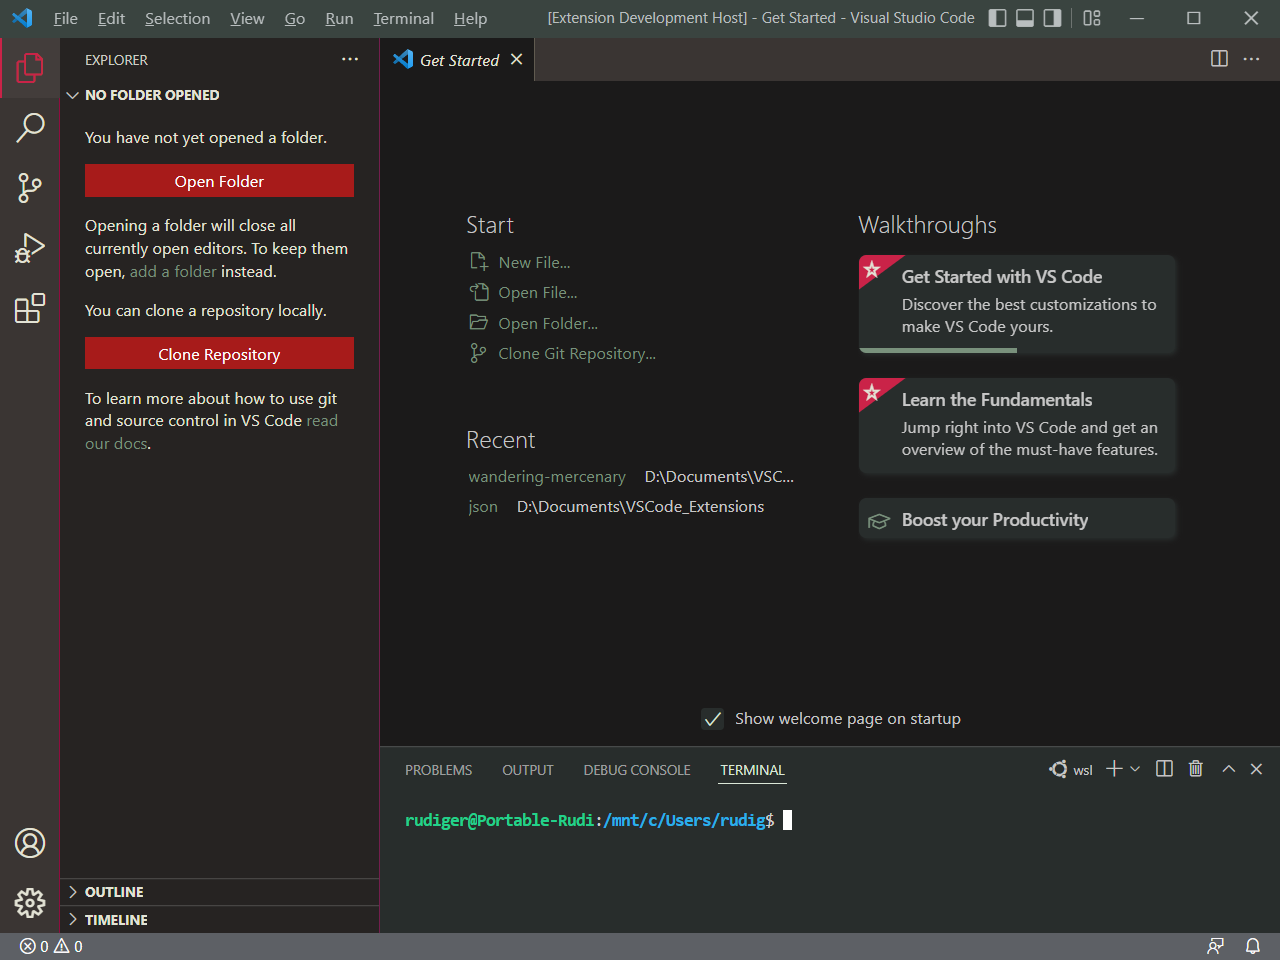 File Edit Selection View Go Run Terminal Help [Extension Development Host] - Get Started - Visual Studio Code
EXPLORER
NO FOLDER OPENED
You have not yet opened a folder.
Open Folder
Opening a folder will close all
currently open editors. To keep them
open, add a folder instead.
You can clone a repository locally.
Clone Repository
To learn more about how to use git
and source control in VS Code read
our docs.
OUTLINE
TIMELINE
Get Started
Start
New File...
Open File...
Open Folder...
Clone Git Repository...
Recent
wandering-mercenary D:\Documents\VSC...
json D:\Documents\VSCode_Extensions
Walkthroughs
Get Started with VS Code
Discover the best customizations to
make VS Code yours.
Learn the Fundamentals
Jump right into VS Code and get an
overview of the must-have features.
Boost your Productivity
Show welcome page on startup
PROBLEMS OUTPUT DEBUG CONSOLE TERMINAL wsl
rudiger@Portable-Rudi:/mnt/c/Users/rudig$
0 0